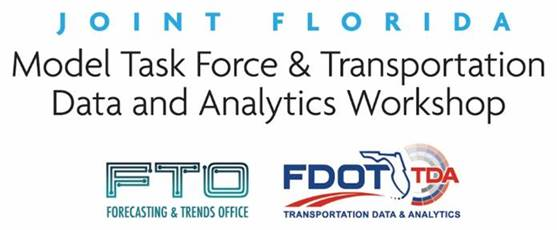 JOINT FLORIDA
Model Task Force & Transportation
Data and Analytics Workshop
FTO
FORECASTING & TRENDS OFFICE
FDOT TDA
TRANSPORTATION DATA & ANALYTICS